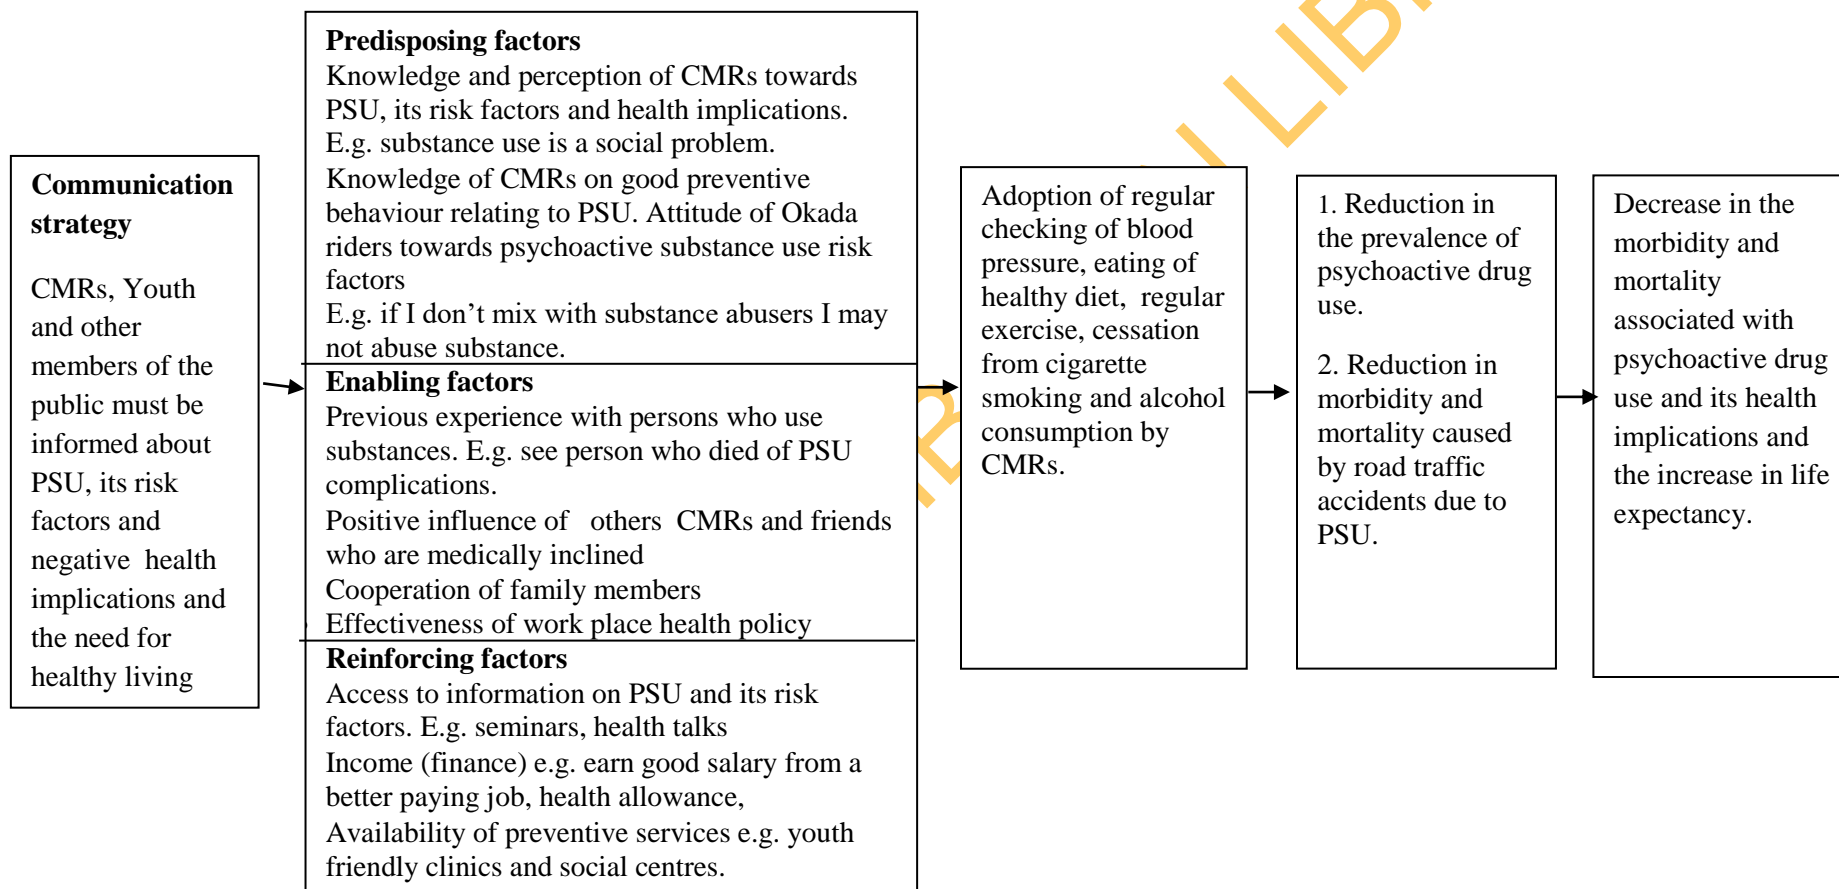 Communication
strategy
CMRs, Youth
and other
members of the
public must be
informed about
PSU, its risk
factors and
negative health
implications and
the need for
healthy living
Predisposing factors
Knowledge and perception of CMRs towards
PSU, its risk factors and health implications.
E.g. substance use is a social problem.
Knowledge of CMRs on good preventive
behaviour relating to PSU. Attitude of Okada
riders towards psychoactive substance use risk
factors
E.g. if I don’t mix with substance abusers I may
not abuse substance.
Enabling factors
Previous experience with persons who use
substances. E.g. see person who died of PSU
complications.
Positive influence of others CMRs and friends
who are medically inclined
Cooperation of family members
Effectiveness of work place health policy
Reinforcing factors
Access to information on PSU and its risk
factors. E.g. seminars, health talks
Income (finance) e.g. earn good salary from a
better paying job, health allowance,
Availability of preventive services e.g. youth
friendly clinics and social centres.
Adoption of regular
checking of blood
pressure, eating of
healthy diet, regular
exercise, cessation
from cigarette
smoking and alcohol
consumption by
CMRs.
1. Reduction in
the prevalence of
psychoactive drug
use.
2. Reduction in
morbidity and
mortality caused
by road traffic
accidents due to
PSU.
Decrease in the
morbidity and
mortality
associated with
psychoactive drug
use and its health
implications and
the increase in life
expectancy.